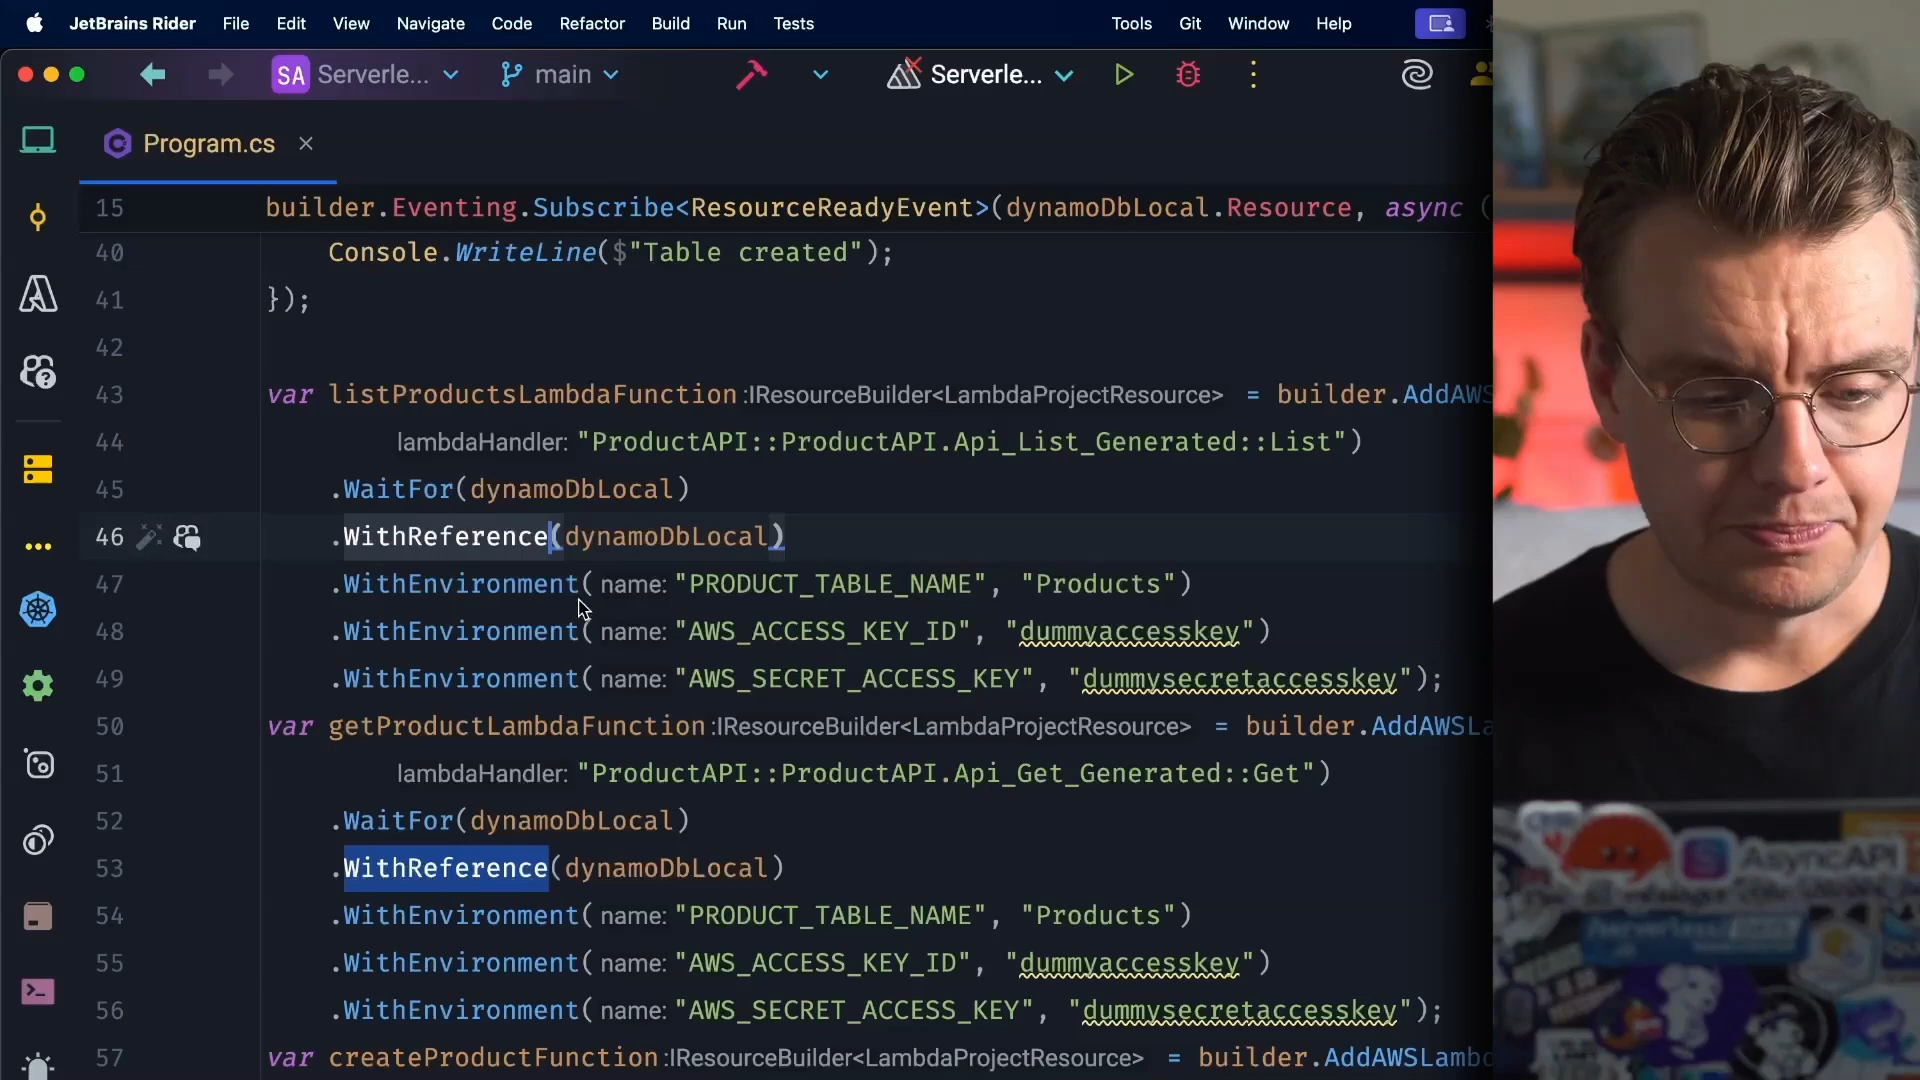 JetBrains Rider File Edit View Navigate Code Refactor Build Run Tests Tools Git Window Help
SA Serverle... main Serverle...
Program.cs
15 builder.Eventing.Subscribe<ResourceReadyEvent>(dynamoDbLocal.Resource, async (
40 Console.WriteLine($"Table created");
41 });
42
43 var listProductsLambdaFunction :IResourceBuilder<LambdaProjectResource> = builder.AddAWS
44 lambdaHandler: "ProductAPI::ProductAPI.Api_List_Generated::List")
45 .WaitFor(dynamoDbLocal)
46 .WithReference(dynamoDbLocal)
47 .WithEnvironment( name: "PRODUCT_TABLE_NAME", "Products")
48 .WithEnvironment( name: "AWS_ACCESS_KEY_ID", "dummyaccesskey")
49 .WithEnvironment( name: "AWS_SECRET_ACCESS_KEY", "dummysecretaccesskey");
50 var getProductLambdaFunction :IResourceBuilder<LambdaProjectResource> = builder.AddAWSLa
51 lambdaHandler: "ProductAPI::ProductAPI.Api_Get_Generated::Get")
52 .WaitFor(dynamoDbLocal)
53 .WithReference(dynamoDbLocal)
54 .WithEnvironment( name: "PRODUCT_TABLE_NAME", "Products")
55 .WithEnvironment( name: "AWS_ACCESS_KEY_ID", "dummyaccesskey")
56 .WithEnvironment( name: "AWS_SECRET_ACCESS_KEY", "dummysecretaccesskey");
57 var createProductFunction :IResourceBuilder<LambdaProjectResource> = builder.AddAWSLambd
AsyncAPI